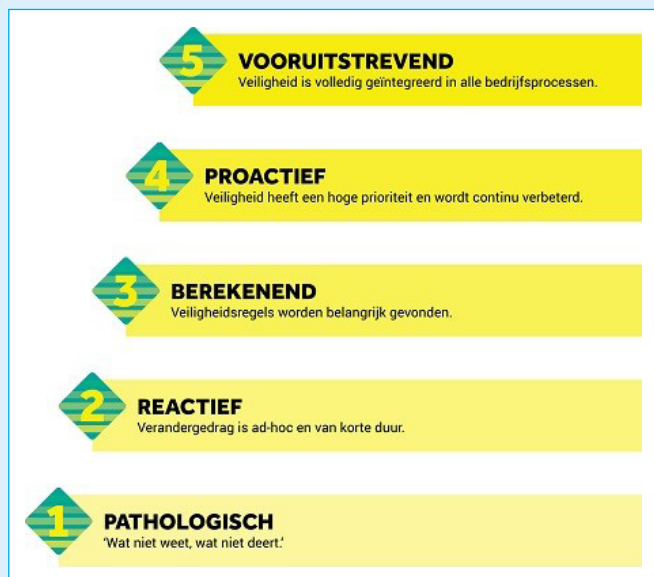 5
VOORUITSTREVEND
Veiligheid is volledig geïntegreerd in alle bedrijfsprocessen.
4
PROACTIEF
Veiligheid heeft een hoge prioriteit en wordt continu verbeterd.
3
BEREKENEND
Veiligheidsregels worden belangrijk gevonden.
2
REACTIEF
Verandergedrag is ad-hoc en van korte duur.
1
PATHOLOGISCH
‘Wat niet weet, wat niet deert.’